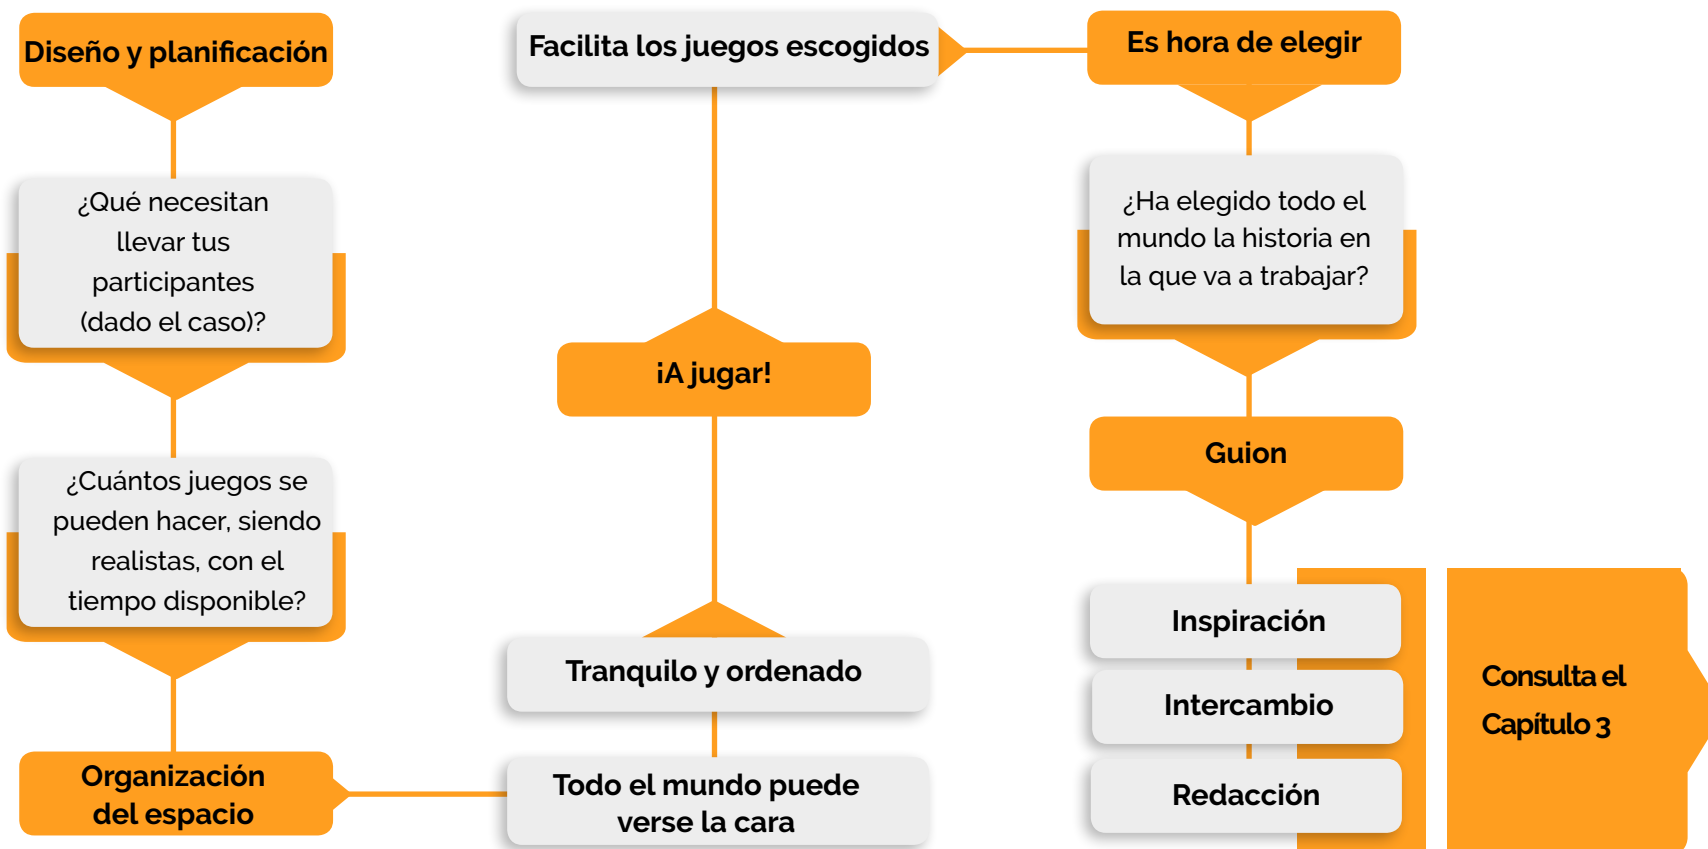 Diseño y planificación
¿Qué necesitan
llevar tus
participantes
(dado el caso)?
¿Cuántos juegos se
pueden hacer, siendo
realistas, con el
tiempo disponible?
Organización
del espacio
Todo el mundo puede
verse la cara
Tranquilo y ordenado
¡A jugar!
Facilita los juegos escogidos
Es hora de elegir
¿Ha elegido todo el
mundo la historia en
la que va a trabajar?
Guion
Inspiración
Intercambio
Redacción
Consulta el
Capítulo 3